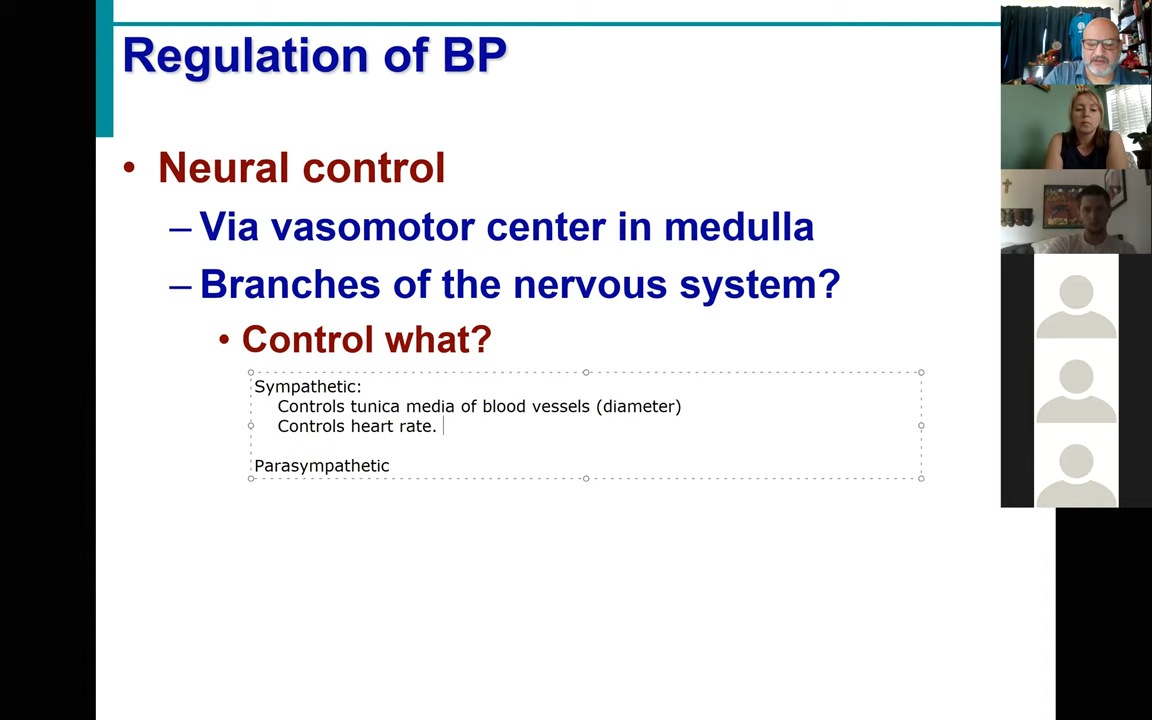 Regulation of BP
• Neural control
– Via vasomotor center in medulla
– Branches of the nervous system?
• Control what?
Sympathetic:
Controls tunica media of blood vessels (diameter)
Controls heart rate.
Parasympathetic